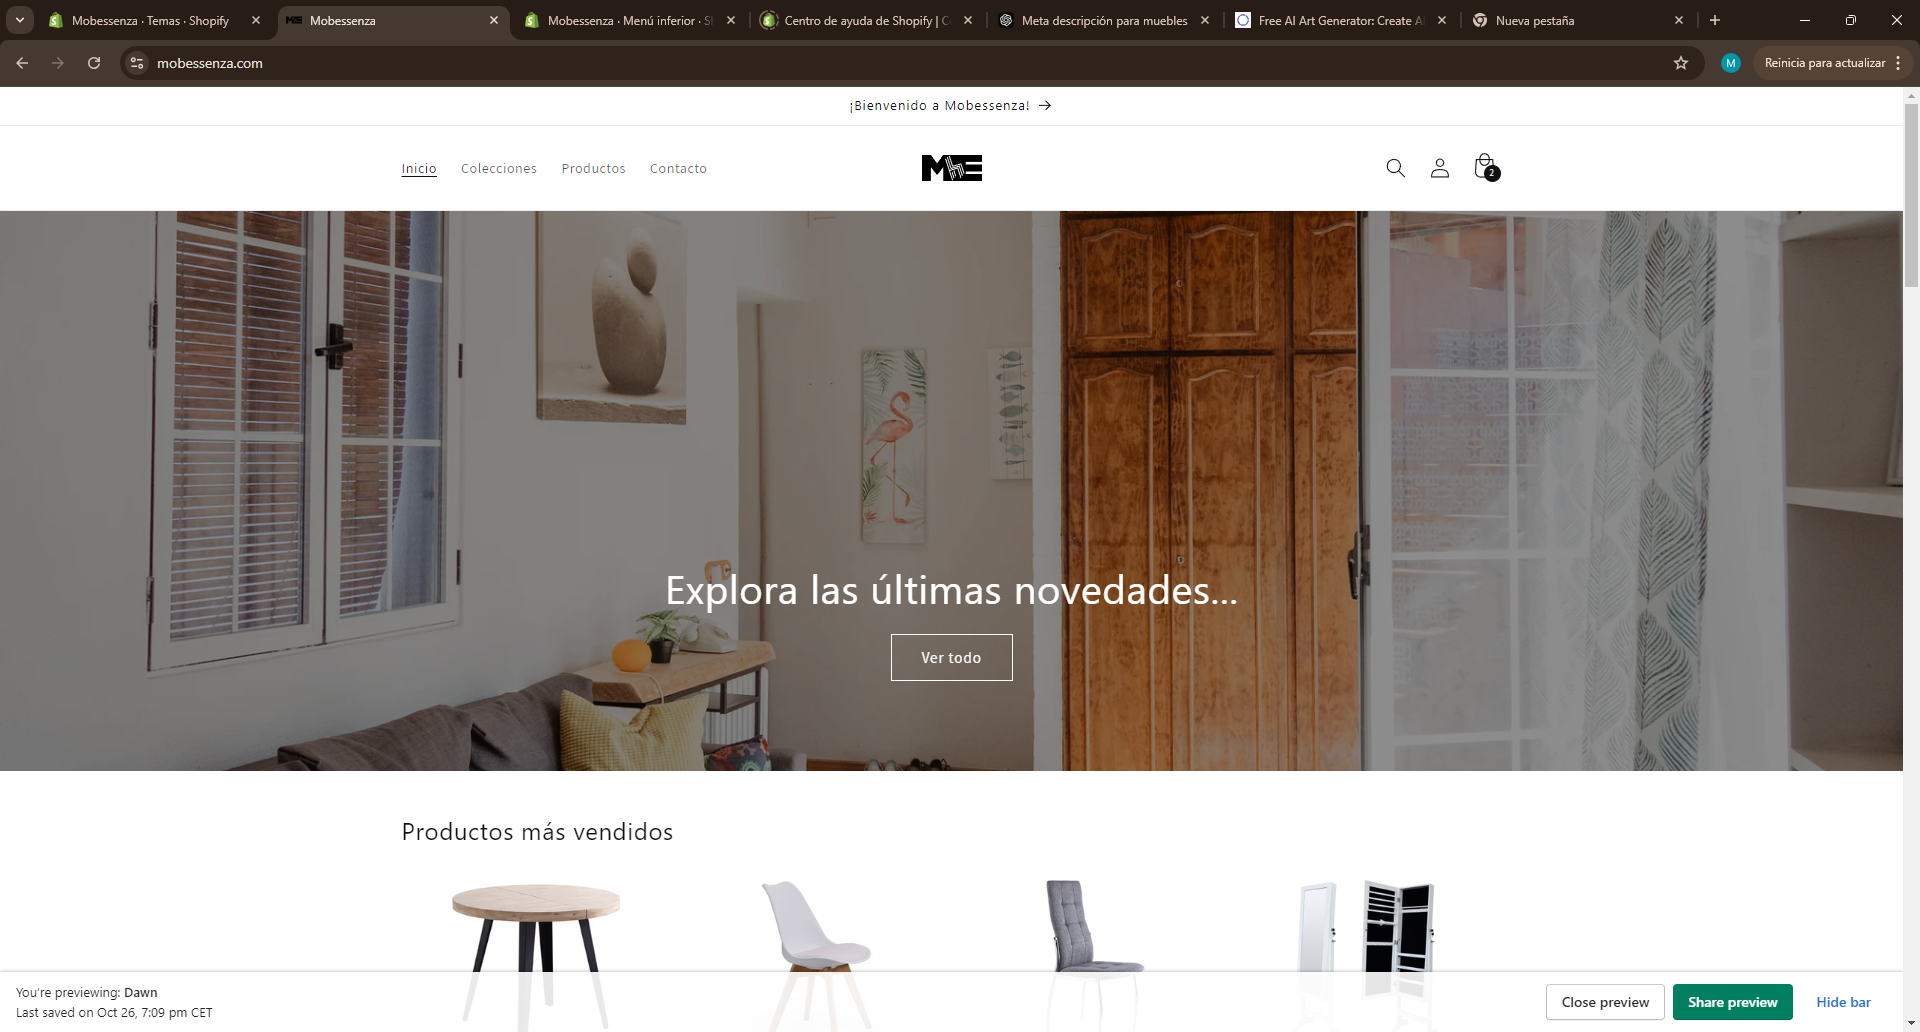 Mobessenza · Temas · Shopify
Mobessenza
Mobessenza · Menú inferior · S
Centro de ayuda de Shopify | C
Meta descripción para muebles
Free AI Art Generator: Create A
Nueva pestaña
mobessenza.com
M
Reinicia para actualizar
¡Bienvenido a Mobessenza! →
Inicio
Colecciones
Productos
Contacto
2
Explora las últimas novedades...
Ver todo
Productos más vendidos
You're previewing: Dawn
Last saved on Oct 26, 7:09 pm CET
Close preview
Share preview
Hide bar